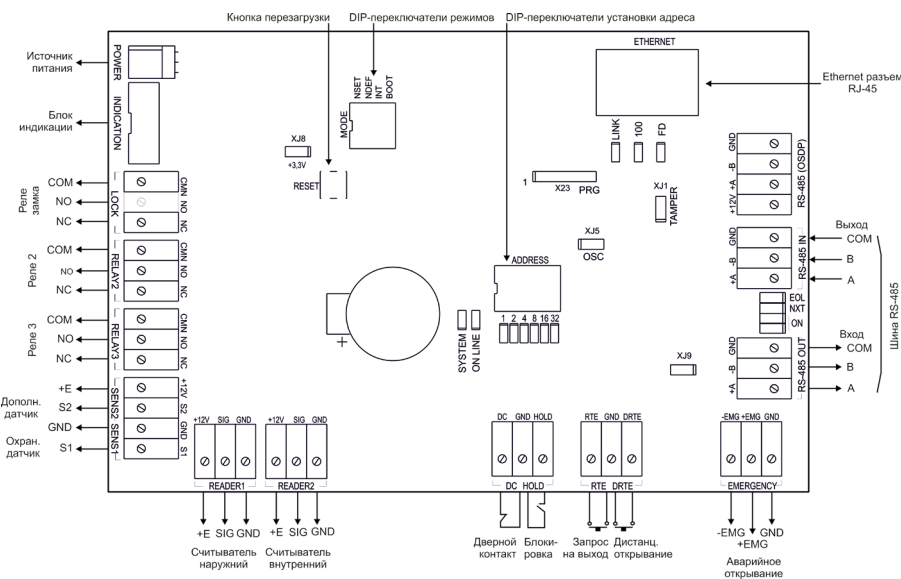 Кнопка перезагрузки DIP-переключатели режимов DIP-переключатели установки адреса
Источник
питания
POWER
Блок
индикации
INDICATION
MODE
NSET
NDEF
INT
BOOT
XJ8
+3,3V
RESET
ETHERNET
Ethernet разъем
RJ-45
LINK
100
FD
1
X23
PRG
XJ1
TAMPER
XJ5
OSC
GND
-B
+A
+12V
RS-485 (OSDP)
Реле
замка
COM
NO
NC
LOCK
CMN
NO
NC
Реле 2
COM
NO
NC
RELAY2
CMN
NO
NC
Реле 3
COM
NO
NC
RELAY3
CMN
NO
NC
Дополн.
датчик
Охран.
датчик
+E
S2
GND
S1
SENS2
SENS1
+12V
S2
GND
S1
+
ADDRESS
1 2 4 8 16 32
SYSTEM
ON LINE
XJ9
GND
-B
+A
RS-485 IN
Выход
COM
B
A
EOL
NXT
ON
GND
-B
+A
RS-485 OUT
Вход
COM
B
A
Шина RS-485
+12V SIG GND
READER1
+E SIG GND
Считыватель
наружний
+12V SIG GND
READER2
+E SIG GND
Считыватель
внутренний
DC GND HOLD
DC HOLD
Дверной
контакт
Блоки-
ровка
RTE GND DRTE
RTE DRTE
Запрос
на выход
Дистанц.
открывание
-EMG +EMG GND
EMERGENCY
-EMG GND
+EMG
Аварийное
открывание